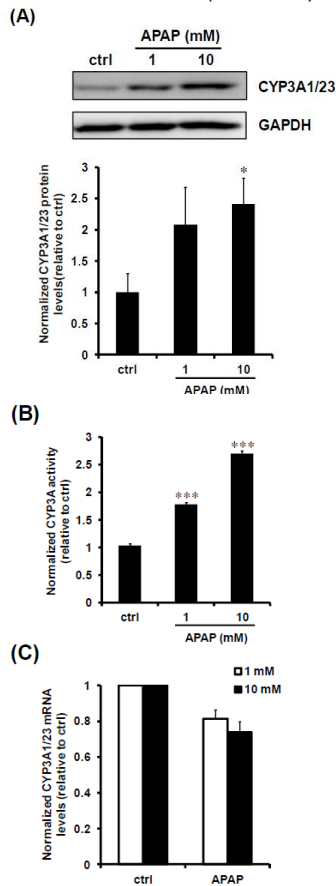 (A)
APAP (mM)
ctrl 1 10
CYP3A1/23
GAPDH
Normalized CYP3A1/23 protein
levels(relative to ctrl)
3
2.5
2
1.5
1
0.5
0
*
ctrl 1 10
APAP (mM)
(B)
Normalized CYP3A activity
(relative to ctrl)
3
2.5
2
1.5
1
0.5
0
*** ***
ctrl 1 10
APAP (mM)
(C)
Normalized CYP3A1/23 mRNA
levels (relative to ctrl)
1
0.8
0.6
0.4
0.2
0
1 mM
10 mM
ctrl APAP